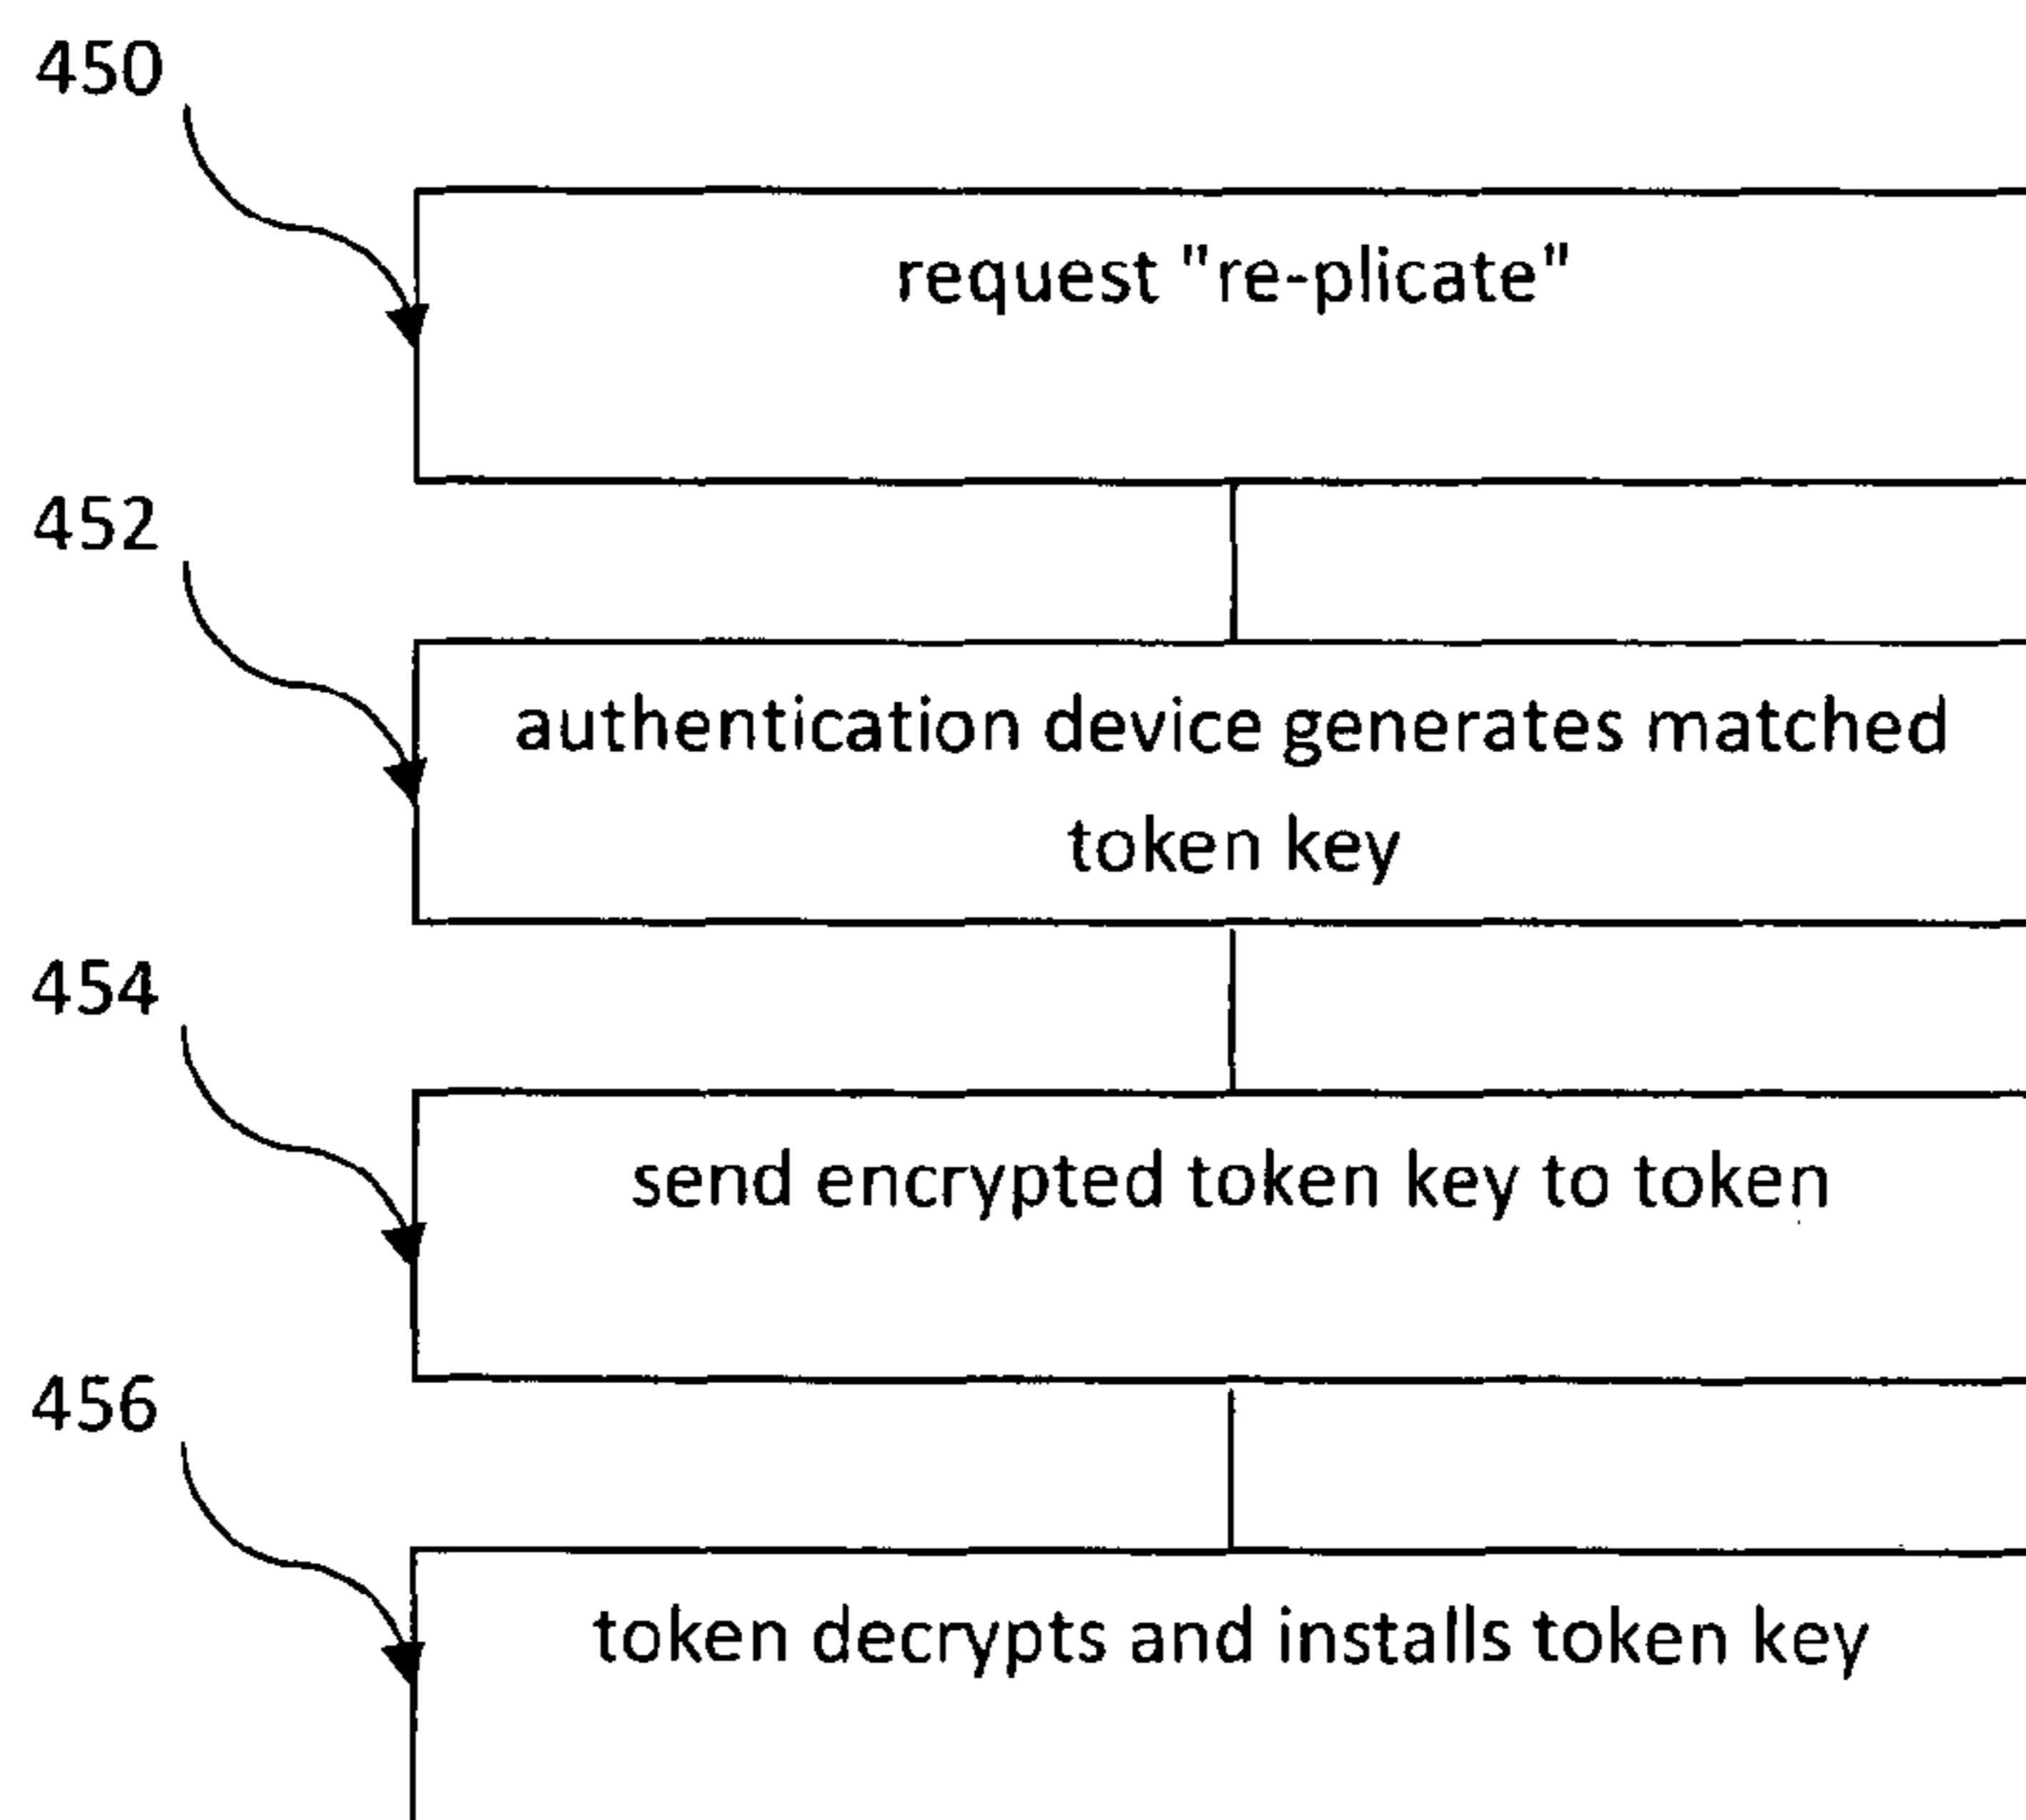 450
request "re-plicate"
452
authentication device generates matched
token key
454
send encrypted token key to token
456
token decrypts and installs token key